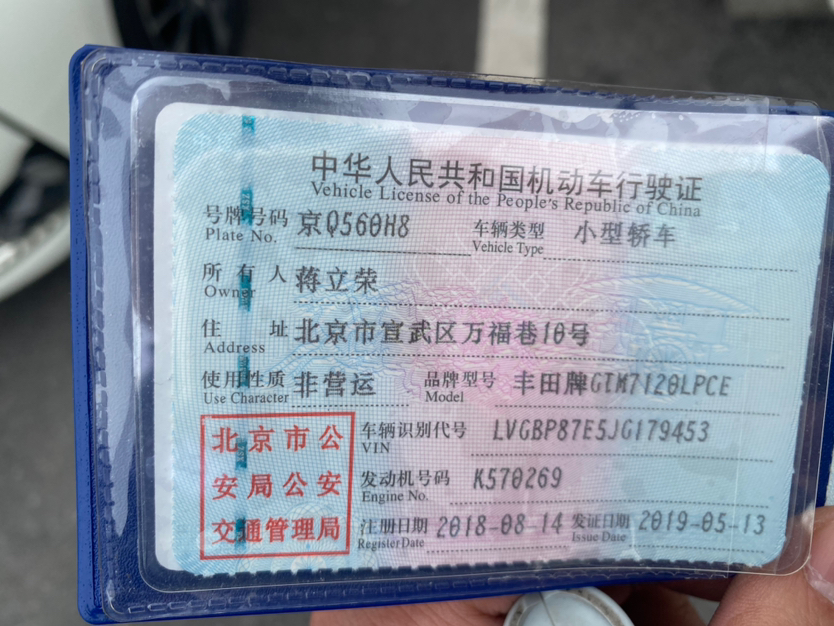 中华人民共和国机动车行驶证
Vehicle License of the People's Republic of China
号牌号码 京Q560H8 车辆类型 小型轿车
Plate No. Vehicle Type
所有人 蒋立荣
Owner
住址 北京市宣武区万福巷10号
Address
使用性质 非营运 品牌型号 丰田牌GTM7120LPCE
Use Character Model
北京市公
安局公安
交通管理局
车辆识别代号 LVGBP87E5JG179453
VIN
发动机号码 K570269
Engine No.
注册日期 2018-08-14 发证日期 2019-05-13
Register Date Issue Date